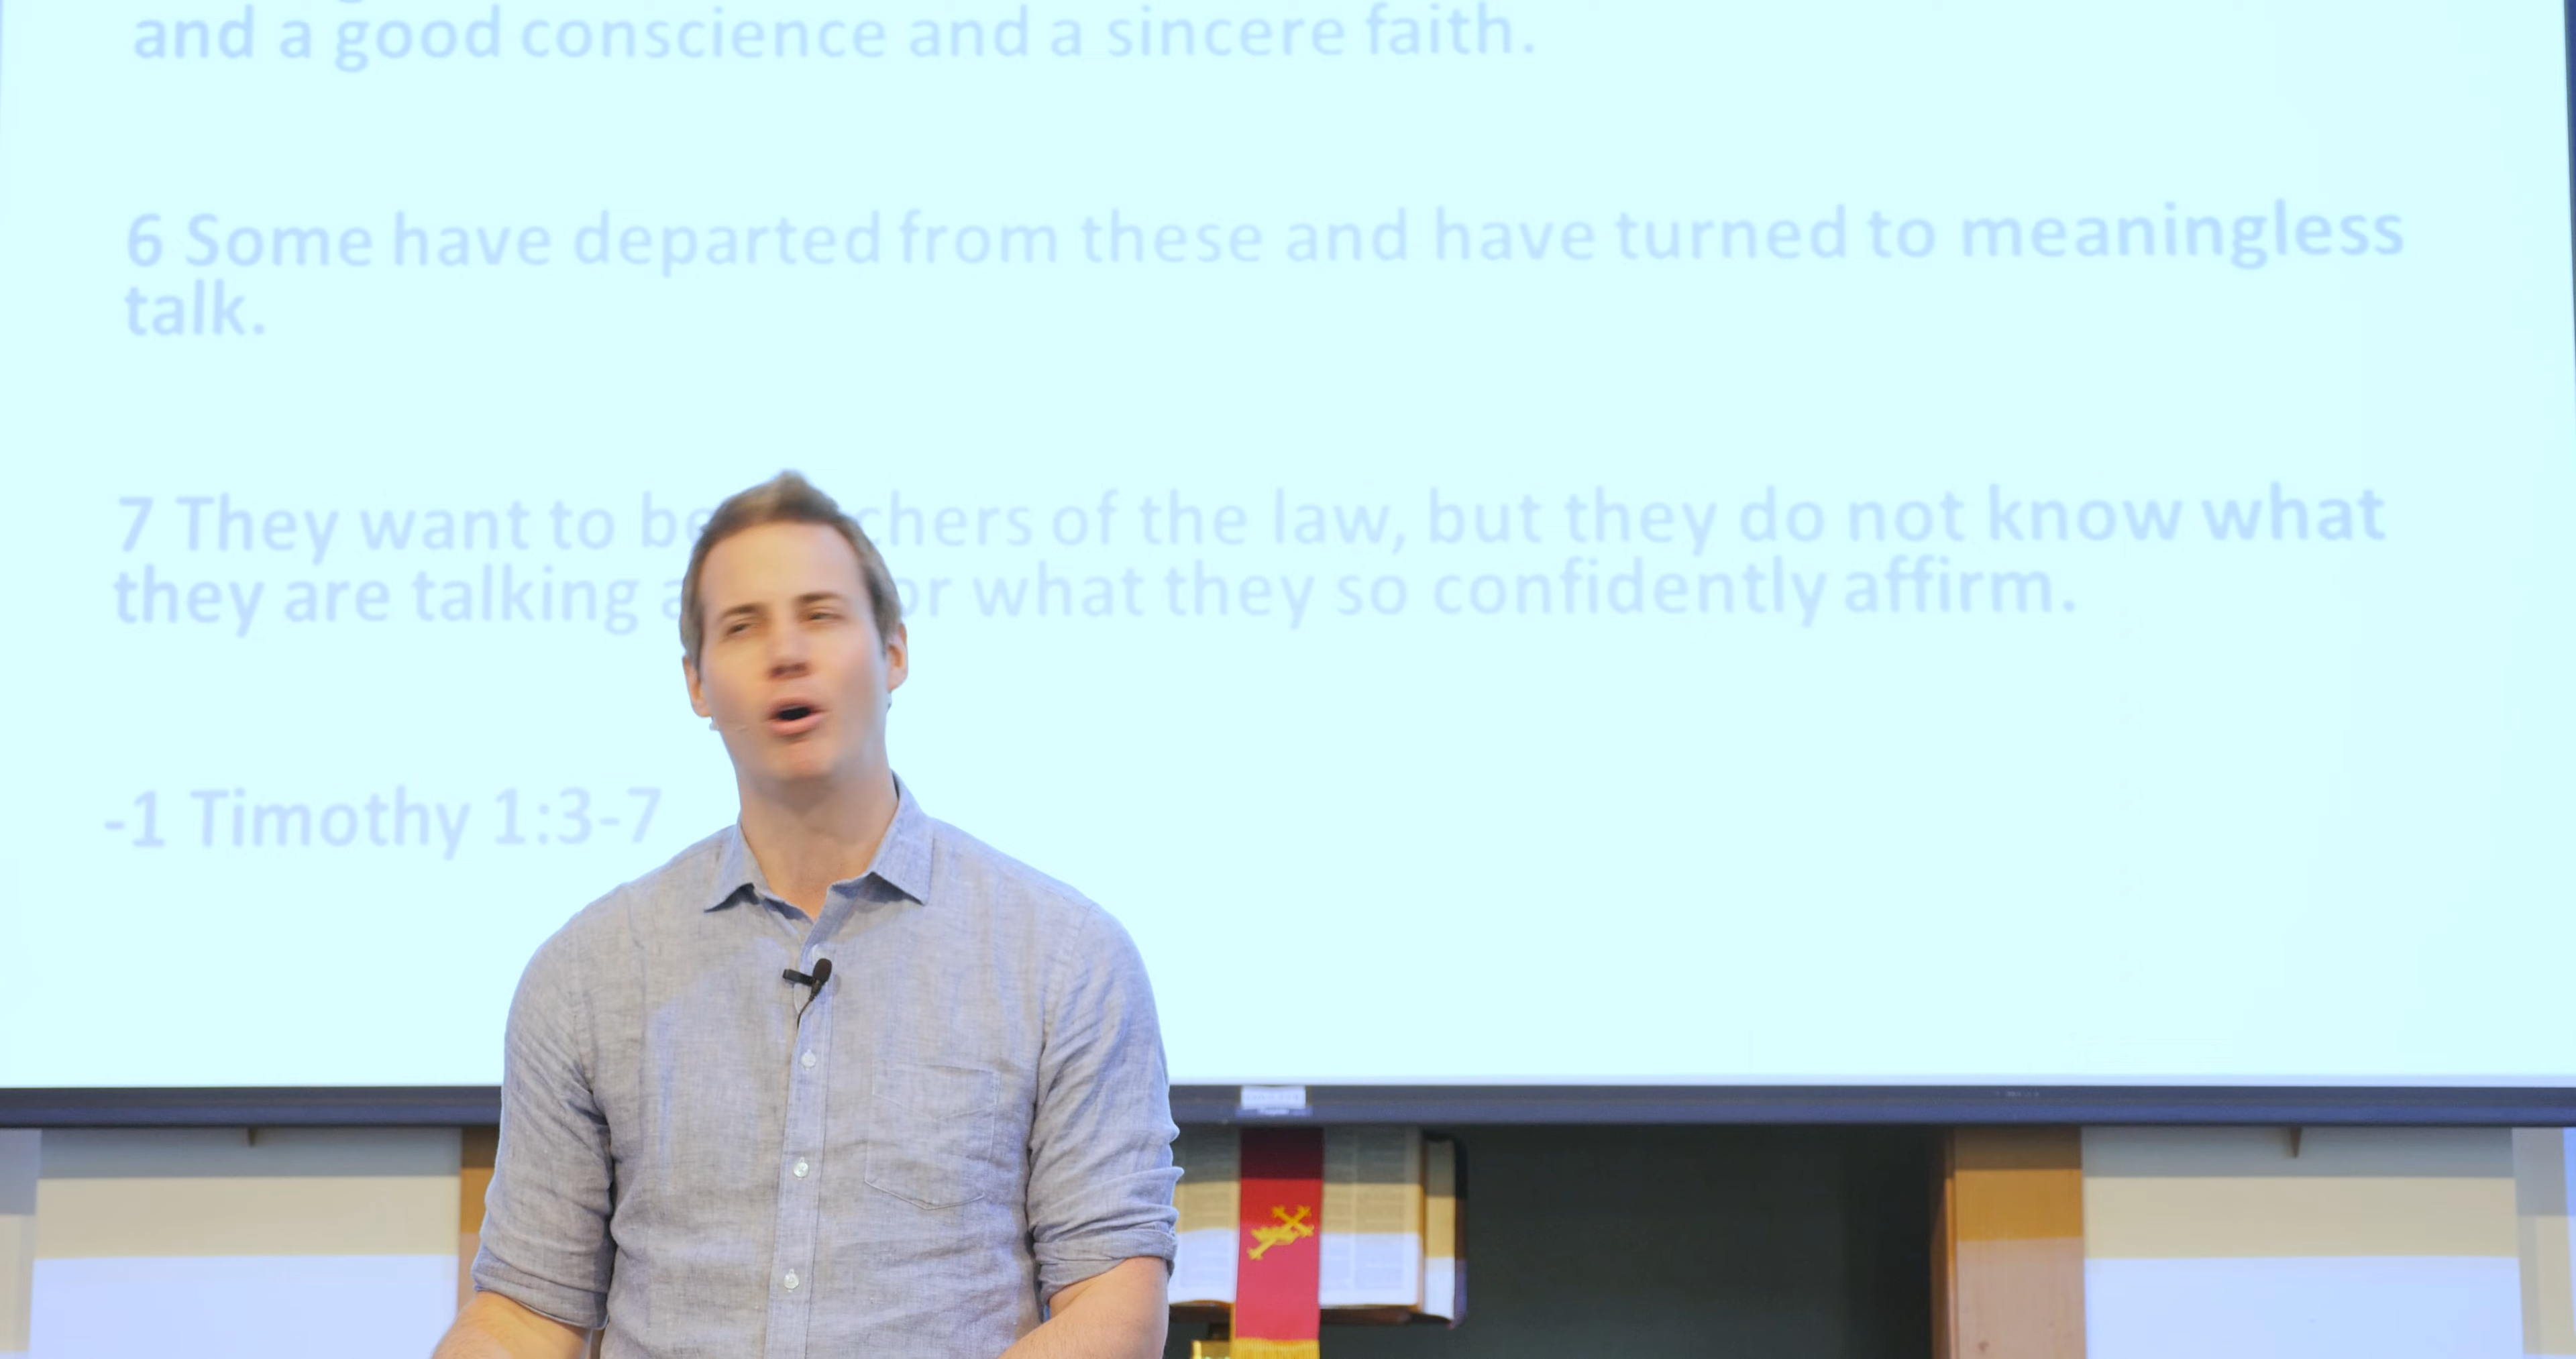 and a good conscience and a sincere faith.
6 Some have departed from these and have turned to meaningless
talk.
7 They want to be chers of the law, but they do not know what
they are talking a or what they so confidently affirm.
-1 Timothy 1:3-7